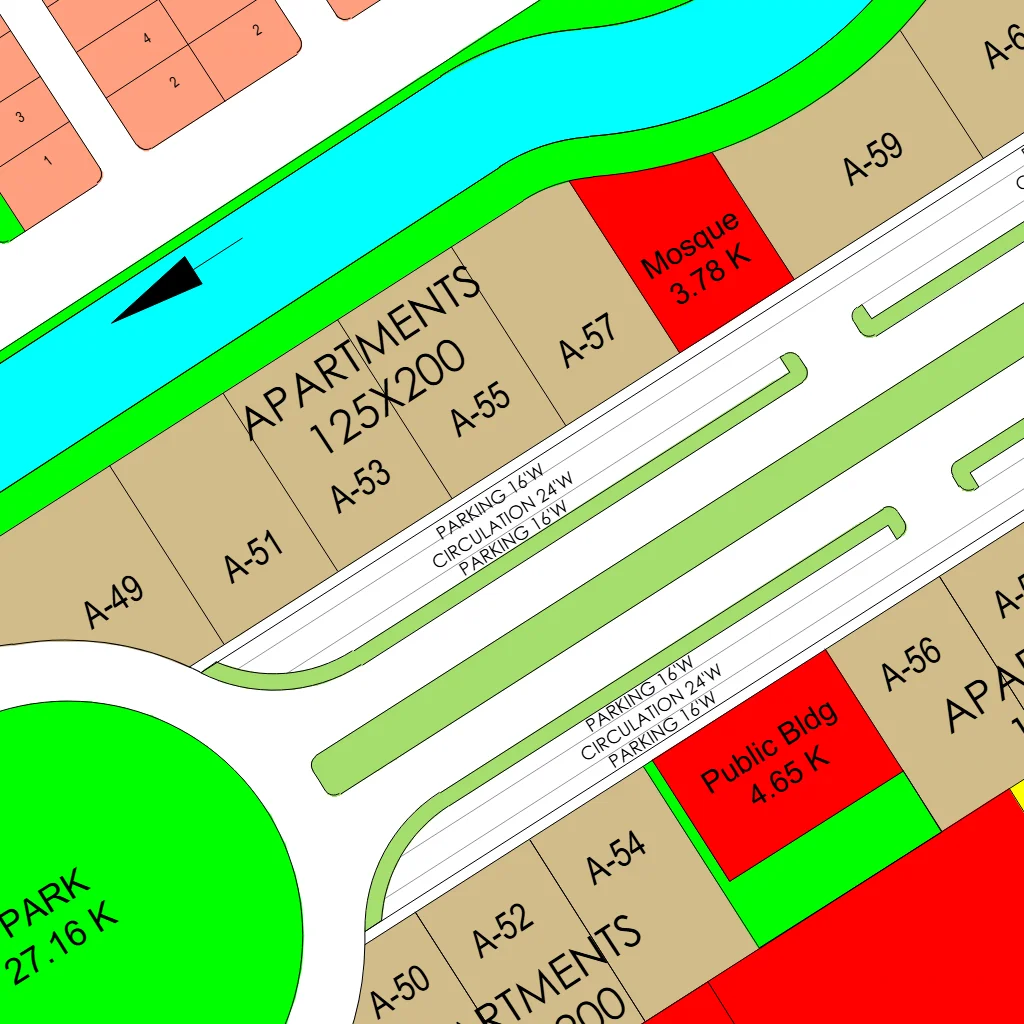 4
2
2
3
1
A-6
A-59
Mosque
3.78 K
APARTMENTS
125X200
A-57
A-55
A-53
A-51
A-49
PARKING 16'W
CIRCULATION 24'W
PARKING 16'W
PARKING 16'W
CIRCULATION 24'W
PARKING 16'W
A-56
Public Bldg
4.65 K
A-54
A-52
A-50
PARK
27.16 K
APA
RTMENTS
200